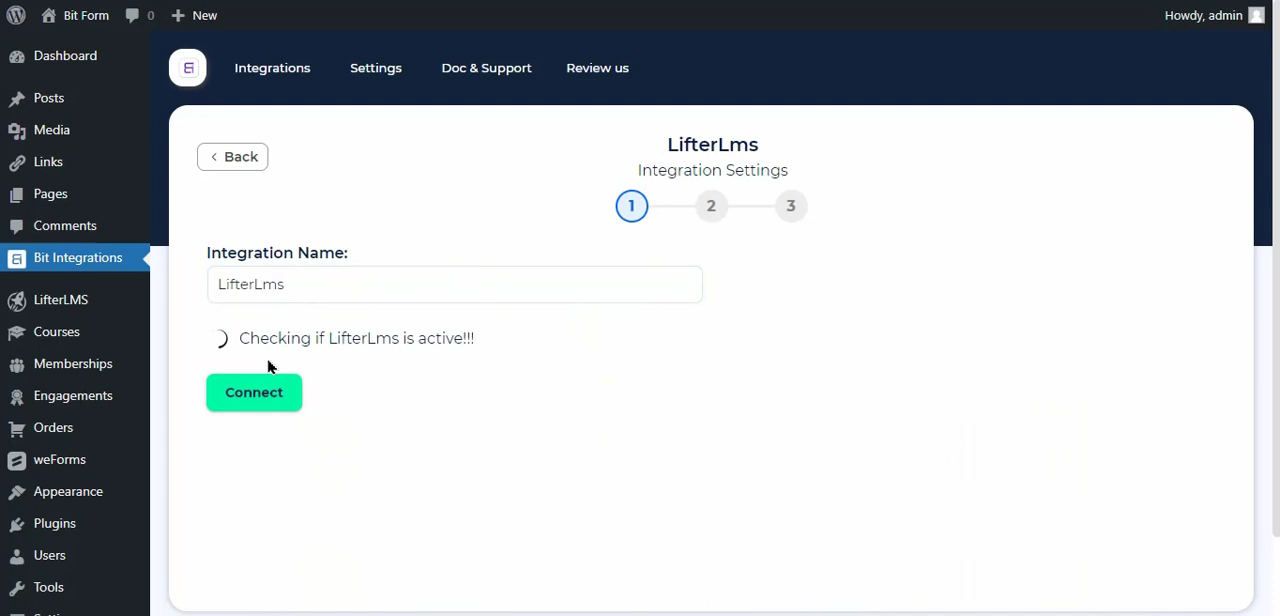 Bit Form 0 New Howdy, admin
Dashboard
Posts
Media
Links
Pages
Comments
Bit Integrations
LifterLMS
Courses
Memberships
Engagements
Orders
weForms
Appearance
Plugins
Users
Tools
Integrations Settings Doc & Support Review us
Back
LifterLms
Integration Settings
1 2 3
Integration Name:
LifterLms
Checking if LifterLms is active!!!
Connect